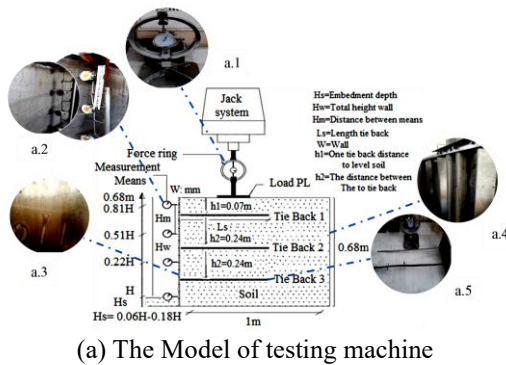 a.1
a.2
Jack
system
Hs=Embedment depth
Hw=Total height wall
Hm=Distance between means
Ls=Length tie back
W=Wall
h1=One tie back distance
to level soil
h2=The distance between
The to tie back
Force ring
Measurement
Means
W: mm
Load PL
0.68m
0.81H
h1=0.07m
Tie Back 1
Hm
Ls
0.51H
h2=0.24m
Hw
Tie Back 2
0.68m
a.4
0.22H
h2=0.24m
a.3
Tie Back 3
a.5
H
Soil
Hs
Hs= 0.06H-0.18H
1m
(a) The Model of testing machine